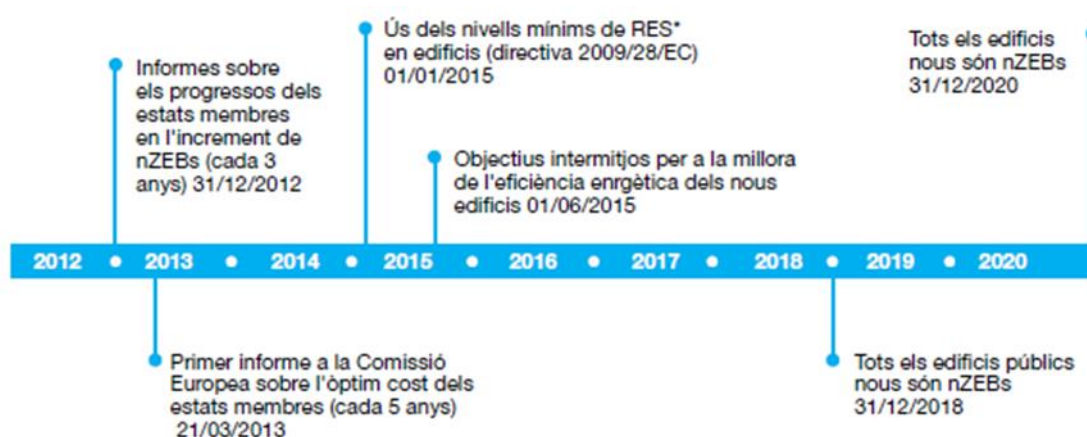 Informes sobre
els progressos dels
estats membres
en l'increment de
nZEBs (cada 3
anys) 31/12/2012
Ús dels nivells mínims de RES*
en edificis (directiva 2009/28/EC)
01/01/2015
Objectius intermitjos per a la millora
de l'eficiència enrgètica dels nous
edificis 01/06/2015
Tots els edificis
nous són nZEBs
31/12/2020
2012 2013 2014 2015 2016 2017 2018 2019 2020
Primer informe a la Comissió
Europea sobre l'òptim cost dels
estats membres (cada 5 anys)
21/03/2013
Tots els edificis públics
nous són nZEBs
31/12/2018